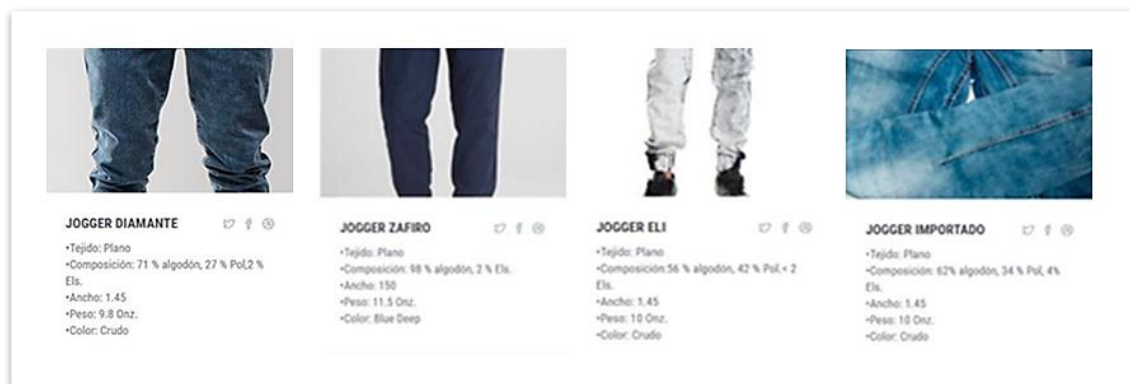 JOGGER DIAMANTE
•Tejido: Plano
•Composición: 71 % algodón, 27 % Pol,2 %
Els.
•Ancho: 1.45
•Peso: 9.8 Onz.
•Color: Crudo
JOGGER ZAFIRO
•Tejido: Plano
•Composición: 98 % algodón, 2 % Els.
•Ancho: 150
•Peso: 11.5 Onz.
•Color: Blue Deep
JOGGER ELI
•Tejido: Plano
•Composición:56 % algodón, 42 % Pol.< 2
Els.
•Ancho: 1.45
•Peso: 10 Onz.
•Color: Crudo
JOGGER IMPORTADO
•Tejido: Plano
•Composición: 62% algodón, 34 % Pol, 4%
Els.
•Ancho: 1.45
•Peso: 10 Onz.
•Color: Crudo